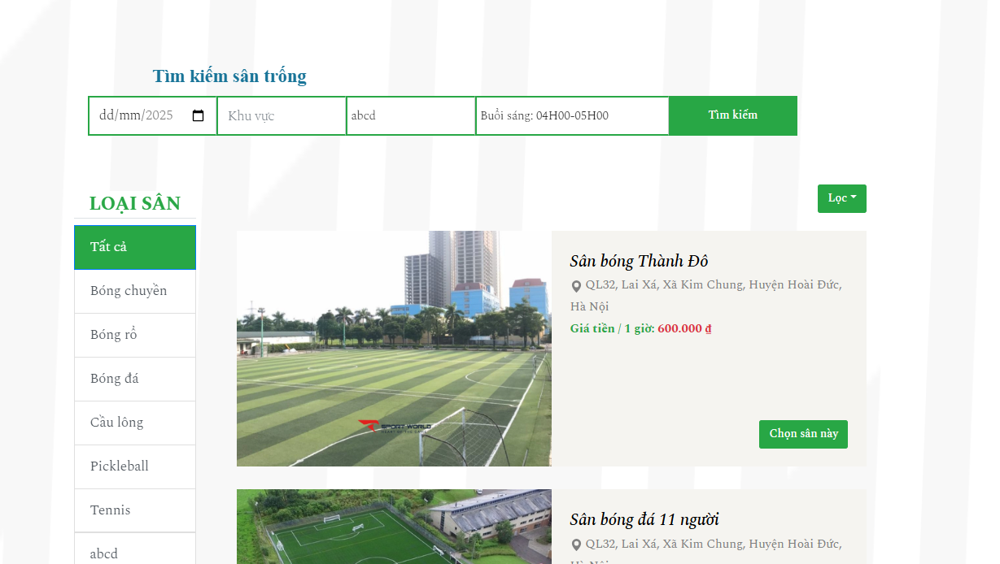 Tìm kiếm sân trống
dd/mm/2025
Khu vực
abcd
Buổi sáng: 04H00-05H00
Tìm kiếm
LOẠI SÂN
Lọc
Tất cả
Bóng chuyền
Bóng rổ
Bóng đá
Cầu lông
Pickleball
Tennis
abcd
SPORT WORLD
Sân bóng Thành Đô
QL32, Lai Xá, Xã Kim Chung, Huyện Hoài Đức,
Hà Nội
Giá tiền / 1 giờ: 600.000 ₫
Chọn sân này
Sân bóng đá 11 người
QL32, Lai Xá, Xã Kim Chung, Huyện Hoài Đức,
Hà Nội